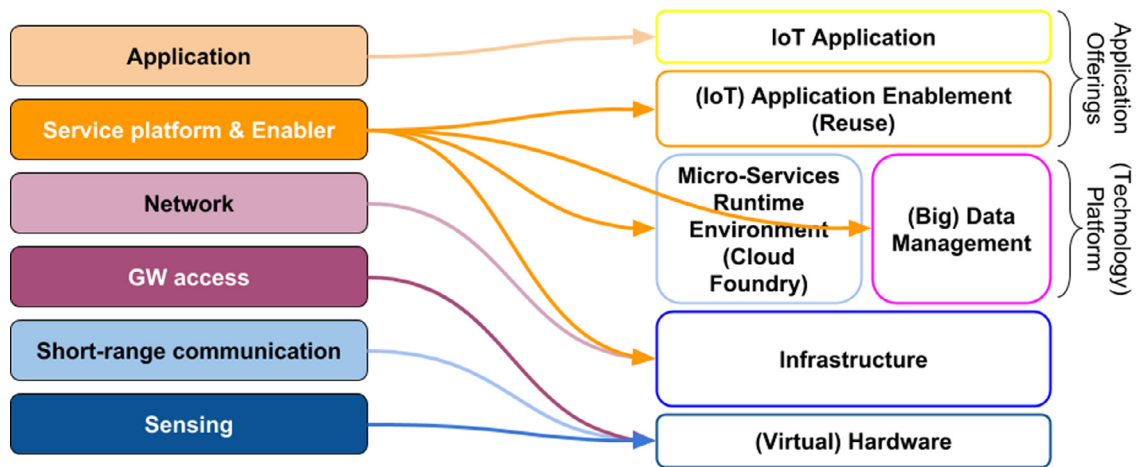 Application
Service platform & Enabler
Network
GW access
Short-range communication
Sensing
IoT Application
(IoT) Application Enablement
(Reuse)
Micro-Services
Runtime
Environment
(Cloud
Foundry)
(Big) Data
Management
Infrastructure
(Virtual) Hardware
Application
Offerings
(Technology)
Platform